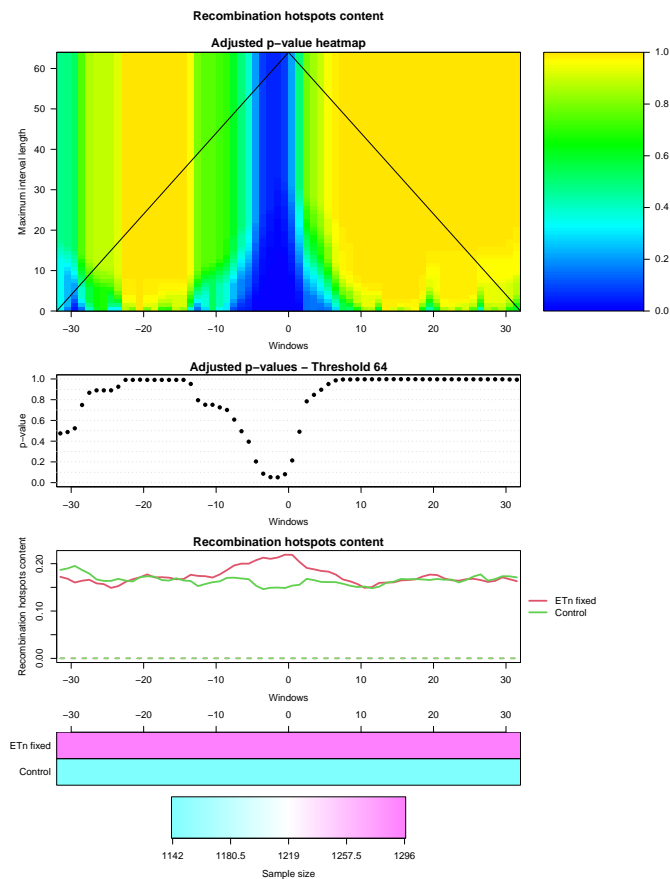 Recombination hotspots content
Adjusted p−value heatmap
Maximum interval length
60
50
40
30
20
10
0
−30 −20 −10 0 10 20 30
Windows
1.0
0.8
0.6
0.4
0.2
0.0
Adjusted p−values − Threshold 64
p−value
1.0
0.8
0.6
0.4
0.2
0.0
−30 −20 −10 0 10 20 30
Windows
Recombination hotspots content
Recombination hotspots content
0.20
0.10
0.00
−30 −20 −10 0 10 20 30
Windows
ETn fixed
Control
−30 −20 −10 0 10 20 30
ETn fixed
Control
1142 1180.5 1219 1257.5 1296
Sample size